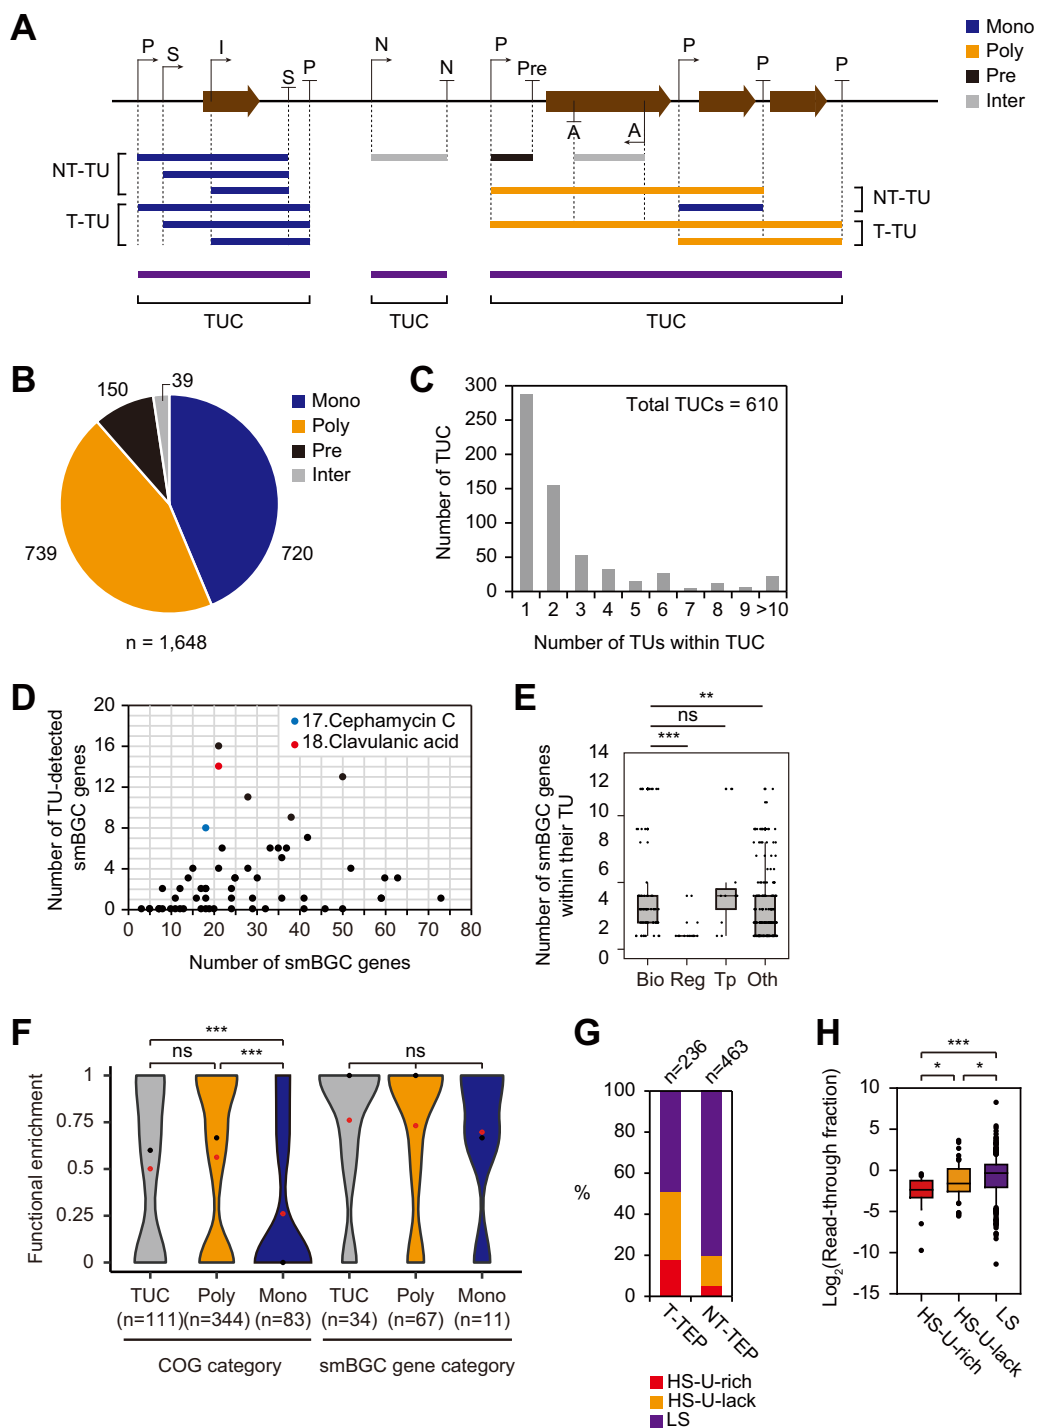 A
P
S
I
S
P
N
N
P
Pre
A
A
P
P
P
Mono
Poly
Pre
Inter
NT-TU
T-TU
NT-TU
T-TU
TUC
TUC
TUC
B
150
39
739
720
n = 1,648
Mono
Poly
Pre
Inter
C
Number of TUC
300
250
200
150
100
50
0
Total TUCs = 610
1 2 3 4 5 6 7 8 9 >10
Number of TUs within TUC
D
Number of TU-detected
smBGC genes
20
16
12
8
4
0
17.Cephamycin C
18.Clavulanic acid
0 10 20 30 40 50 60 70 80
Number of smBGC genes
E
Number of smBGC genes
within their TU
**
ns
***
14
12
10
8
6
4
2
0
Bio Reg Tp Oth
F
Functional enrichment
***
ns
***
ns
1
0.75
0.5
0.25
0
TUC Poly Mono TUC Poly Mono
(n=111) (n=344) (n=83) (n=34) (n=67) (n=11)
COG category
smBGC gene category
G
n=236
n=463
%
100
80
60
40
20
0
T-TEP
NT-TEP
HS-U-rich
HS-U-lack
LS
H
Log2(Read-through fraction)
***
*
*
10
5
0
-5
-10
-15
HS-U-rich
HS-U-lack
LS